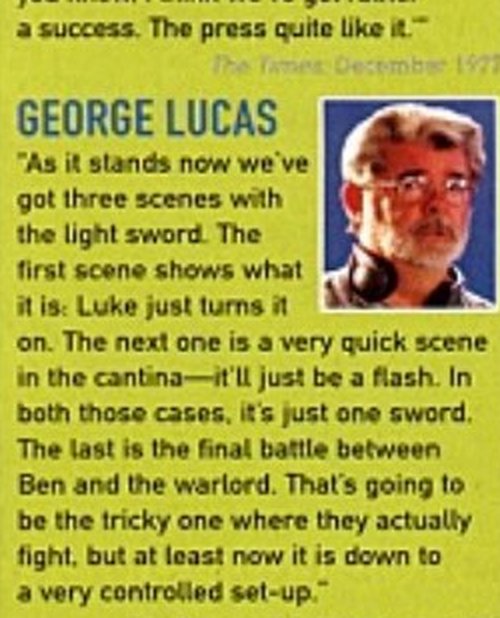 a success. The press quite like it."
The Times, December 1977
GEORGE LUCAS
"As it stands now we've
got three scenes with
the light sword. The
first scene shows what
it is: Luke just turns it
on. The next one is a very quick scene
in the cantina—it'll just be a flash. In
both those cases, it's just one sword.
The last is the final battle between
Ben and the warlord. That's going to
be the tricky one where they actually
fight, but at least now it is down to
a very controlled set-up."